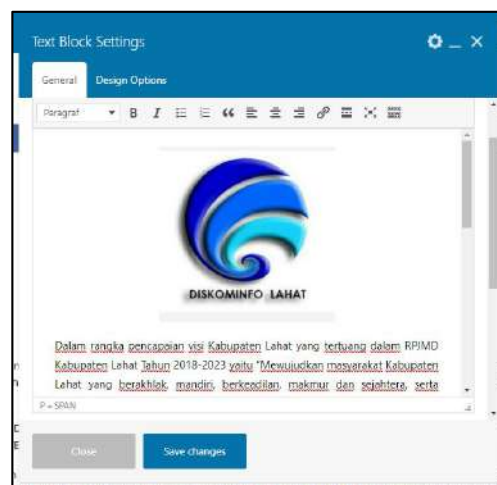 Text Block Settings
General Design Options
Paragraf B I
DISKOMINFO LAHAT
Dalam rangka pencapaian visi Kabupaten Lahat yang tertuang dalam RPJMD
Kabupaten Lahat Tahun 2018-2023 yaitu "Mewujudkan masyarakat Kabupaten
Lahat yang berakhlak, mandiri, berkeadilan, makmur dan sejahtera, serta
P » SPAN
Close Save changes